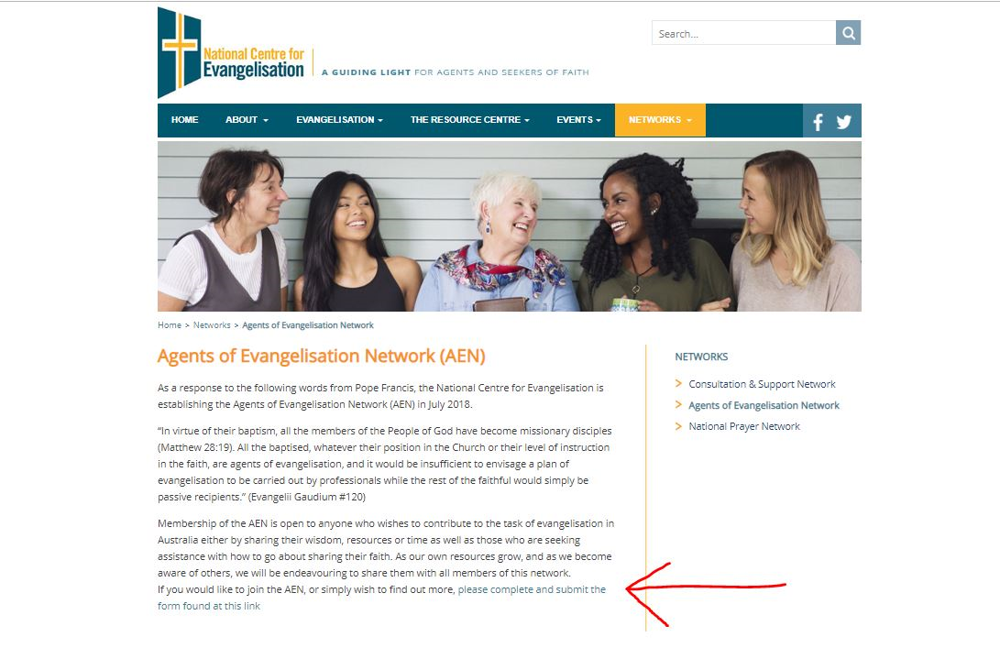 National Centre for
Evangelisation
A GUIDING LIGHT FOR AGENTS AND SEEKERS OF FAITH
Search...
HOME ABOUT EVANGELISATION THE RESOURCE CENTRE EVENTS NETWORKS
Home > Networks > Agents of Evangelisation Network
Agents of Evangelisation Network (AEN)
As a response to the following words from Pope Francis, the National Centre for Evangelisation is
establishing the Agents of Evangelisation Network (AEN) in July 2018.
“In virtue of their baptism, all the members of the People of God have become missionary disciples
(Matthew 28:19). All the baptised, whatever their position in the Church or their level of instruction
in the faith, are agents of evangelisation, and it would be insufficient to envisage a plan of
evangelisation to be carried out by professionals while the rest of the faithful would simply be
passive recipients.” (Evangelii Gaudium #120)
Membership of the AEN is open to anyone who wishes to contribute to the task of evangelisation in
Australia either by sharing their wisdom, resources or time as well as those who are seeking
assistance with how to go about sharing their faith. As our own resources grow, and as we become
aware of others, we will be endeavouring to share them with all members of this network.
If you would like to join the AEN, or simply wish to find out more, please complete and submit the
form found at this link
NETWORKS
> Consultation & Support Network
> Agents of Evangelisation Network
> National Prayer Network